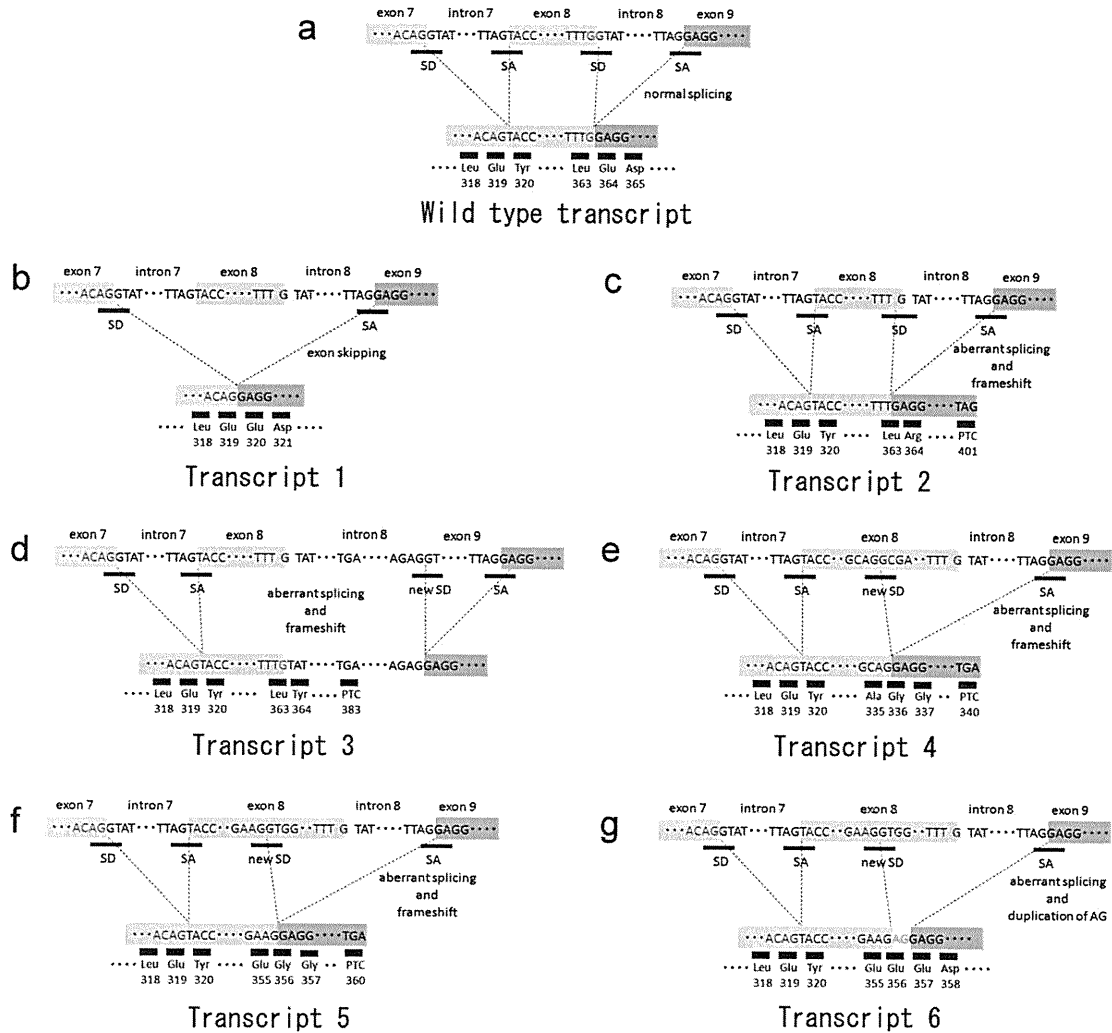 a
exon 7 intron 7 exon 8 intron 8 exon 9
····ACAGGTAT····TTAGTACC····TTTGGTAT····TTAGGAGG····
SD SA SD SA
normal splicing
····ACAGTACC····TTTGGAGG····
Leu Glu Tyr Leu Glu Asp
····· 318 319 320 ····· 363 364 365 ·····
Wild type transcript
b
exon 7 intron 7 exon 8 intron 8 exon 9
····ACAGGTAT····TTAGTACC····TTT G TAT····TTAGGAGG····
SD SA
exon skipping
····ACAGGAGG····
Leu Glu Glu Asp
····· 318 319 320 321 ·····
Transcript 1
c
exon 7 intron 7 exon 8 intron 8 exon 9
····ACAGGTAT····TTAGTACC····TTT G TAT····TTAGGAGG····
SD SA SD SA
aberrant splicing
and
frameshift
····ACAGTACC····TTTGAGG····TAG
Leu Glu Tyr Leu Arg PTC
····· 318 319 320 ····· 363 364 ····· 401
Transcript 2
d
exon 7 intron 7 exon 8 intron 8 exon 9
····ACAGGTAT····TTAGTACC····TTT G TAT····TGA····AGAGGT····TTAGGAGG····
SD SA new SD SA
aberrant splicing
and
frameshift
····ACAGTACC····TTTGTAT····TGA····AGAGGAGG····
Leu Glu Tyr Leu Tyr PTC
····· 318 319 320 ····· 363 364 ···· 383
Transcript 3
e
exon 7 intron 7 exon 8 intron 8 exon 9
····ACAGGTAT····TTAGTACC···GCAGGCGA··TTT G TAT····TTAGGAGG····
SD SA new SD SA
aberrant splicing
and
frameshift
····ACAGTACC····GCAGGAGG····TGA
Leu Glu Tyr Ala Gly Gly PTC
····· 318 319 320 ····· 335 336 337 ·· 340
Transcript 4
f
exon 7 intron 7 exon 8 intron 8 exon 9
····ACAGGTAT····TTAGTACC···GAAGGTGG··TTT G TAT····TTAGGAGG····
SD SA new SD SA
aberrant splicing
and
frameshift
····ACAGTACC····GAAGGAGG····TGA
Leu Glu Tyr Glu Gly Gly PTC
····· 318 319 320 ····· 355 356 357 ··· 360
Transcript 5
g
exon 7 intron 7 exon 8 intron 8 exon 9
····ACAGGTAT····TTAGTACC···GAAGGTGG··TTT G TAT····TTAGGAGG····
SD SA new SD SA
aberrant splicing
and
duplication of AG
····ACAGTACC····GAAGAGGAGG····
Leu Glu Tyr Glu Glu Glu Asp
····· 318 319 320 ····· 355 356 357 358 ·····
Transcript 6